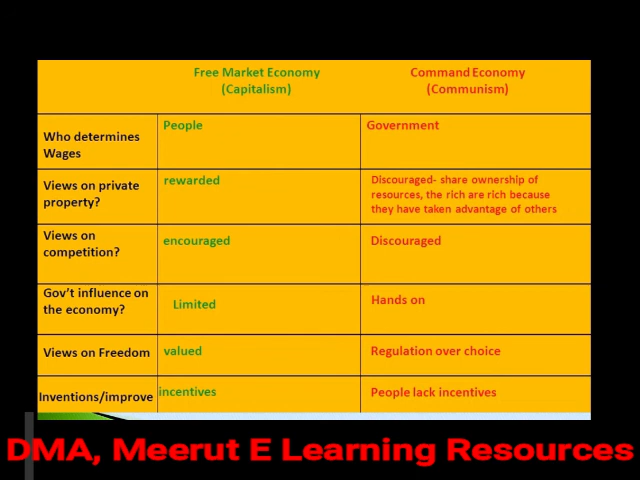 Free Market Economy
(Capitalism)
Command Economy
(Communism)
Who determines
Wages
People
Government
Views on private
property?
rewarded
Discouraged- share ownership of
resources, the rich are rich because
they have taken advantage of others
Views on
competition?
encouraged
Discouraged
Gov't influence on
the economy?
Limited
Hands on
Views on Freedom
valued
Regulation over choice
Inventions/improve
incentives
People lack incentives
DMA, Meerut E Learning Resources